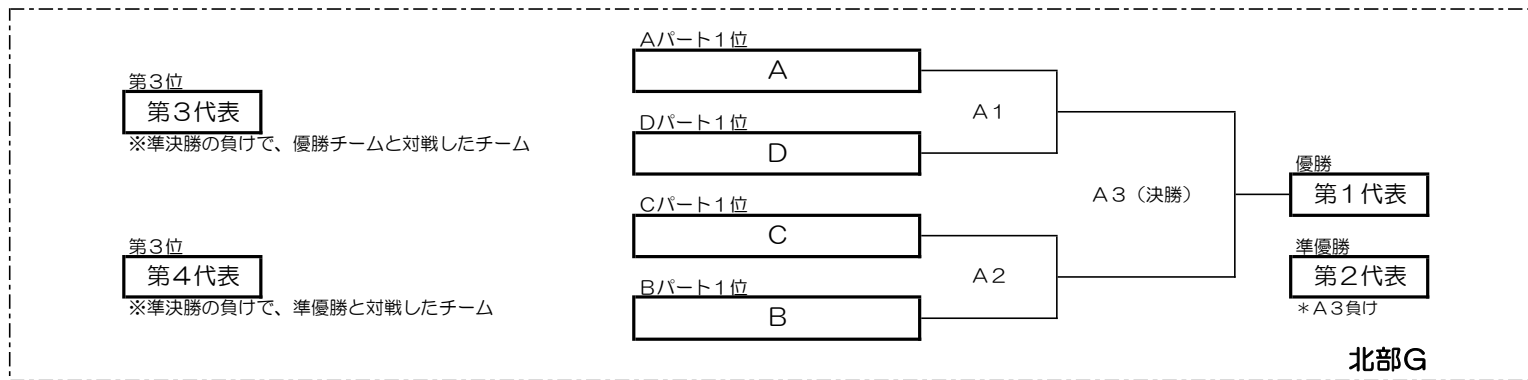 第3位
第3代表
※準決勝の負けで、優勝チームと対戦したチーム
第3位
第4代表
※準決勝の負けで、準優勝と対戦したチーム
Aパート1位
A
A1
Dパート1位
D
A3（決勝）
Cパート1位
C
A2
Bパート1位
B
優勝
第1代表
準優勝
第2代表
＊A3負け
北部G